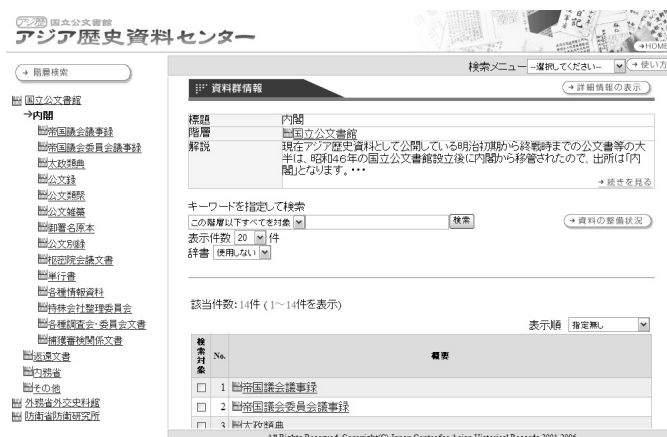 アジ歴 国立公文書館
アジア歴史資料センター
→HOME
検索メニュー --選択してください-- →使い方
→ 階層検索
国立公文書館
→内閣
帝国議会議事録
帝国議会委員会議事録
太政類典
公文録
公文類聚
公文雑纂
御署名原本
公文別録
枢密院会議文書
単行書
各種情報資料
持株会社整理委員会
各種調査会・委員会文書
捕獲審検関係文書
返還文書
内務省
その他
外務省外交史料館
防衛省防衛研究所
資料群情報
→詳細情報の表示
標題 内閣
階層 国立公文書館
解説 現在アジア歴史資料として公開している明治初期から終戦時までの公文書等の大
半は、昭和46年の国立公文書館設立後に内閣から移管されたので、出所は「内
閣」となります。・・・
→続きを見る
キーワードを指定して検索
この階層以下すべてを対象 検索 →資料の整備状況
表示件数 20 件
辞書 使用しない
該当件数:14件 (1～14件を表示)
表示順 指定無し
検索対象 No. 概要
1 帝国議会議事録
2 帝国議会委員会議事録
3 太政類典
All Rights Reserved, Copyright(C) Japan Center for Asian Historical Records 2001-2006